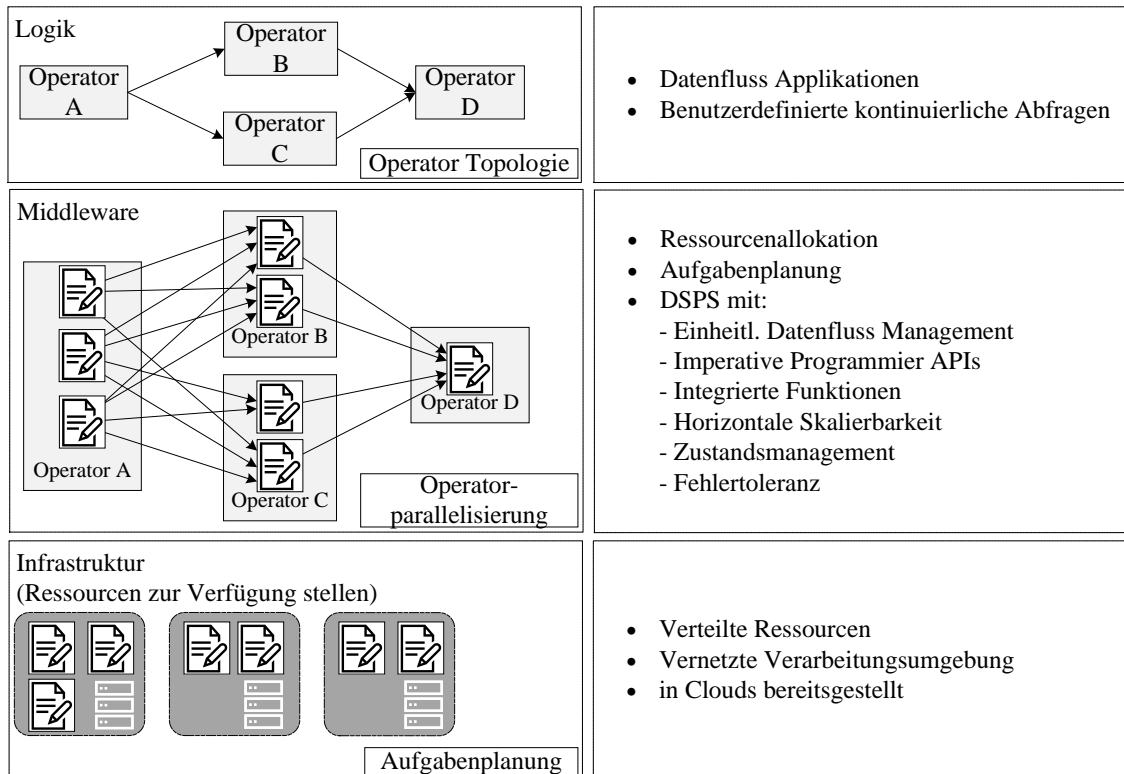 Logik
Operator
A
Operator
B
Operator
C
Operator
D
Operator Topologie
• Datenfluss Applikationen
• Benutzerdefinierte kontinuierliche Abfragen
Middleware
Operator A
Operator B
Operator C
Operator D
Operator-
parallelisierung
• Ressourcenallokation
• Aufgabenplanung
• DSPS mit:
- Einheitl. Datenfluss Management
- Imperative Programmier APIs
- Integrierte Funktionen
- Horizontale Skalierbarkeit
- Zustandsmanagement
- Fehlertoleranz
Infrastruktur
(Ressourcen zur Verfügung stellen)
Aufgabenplanung
• Verteilte Ressourcen
• Vernetzte Verarbeitungsumgebung
• in Clouds bereitsgestellt